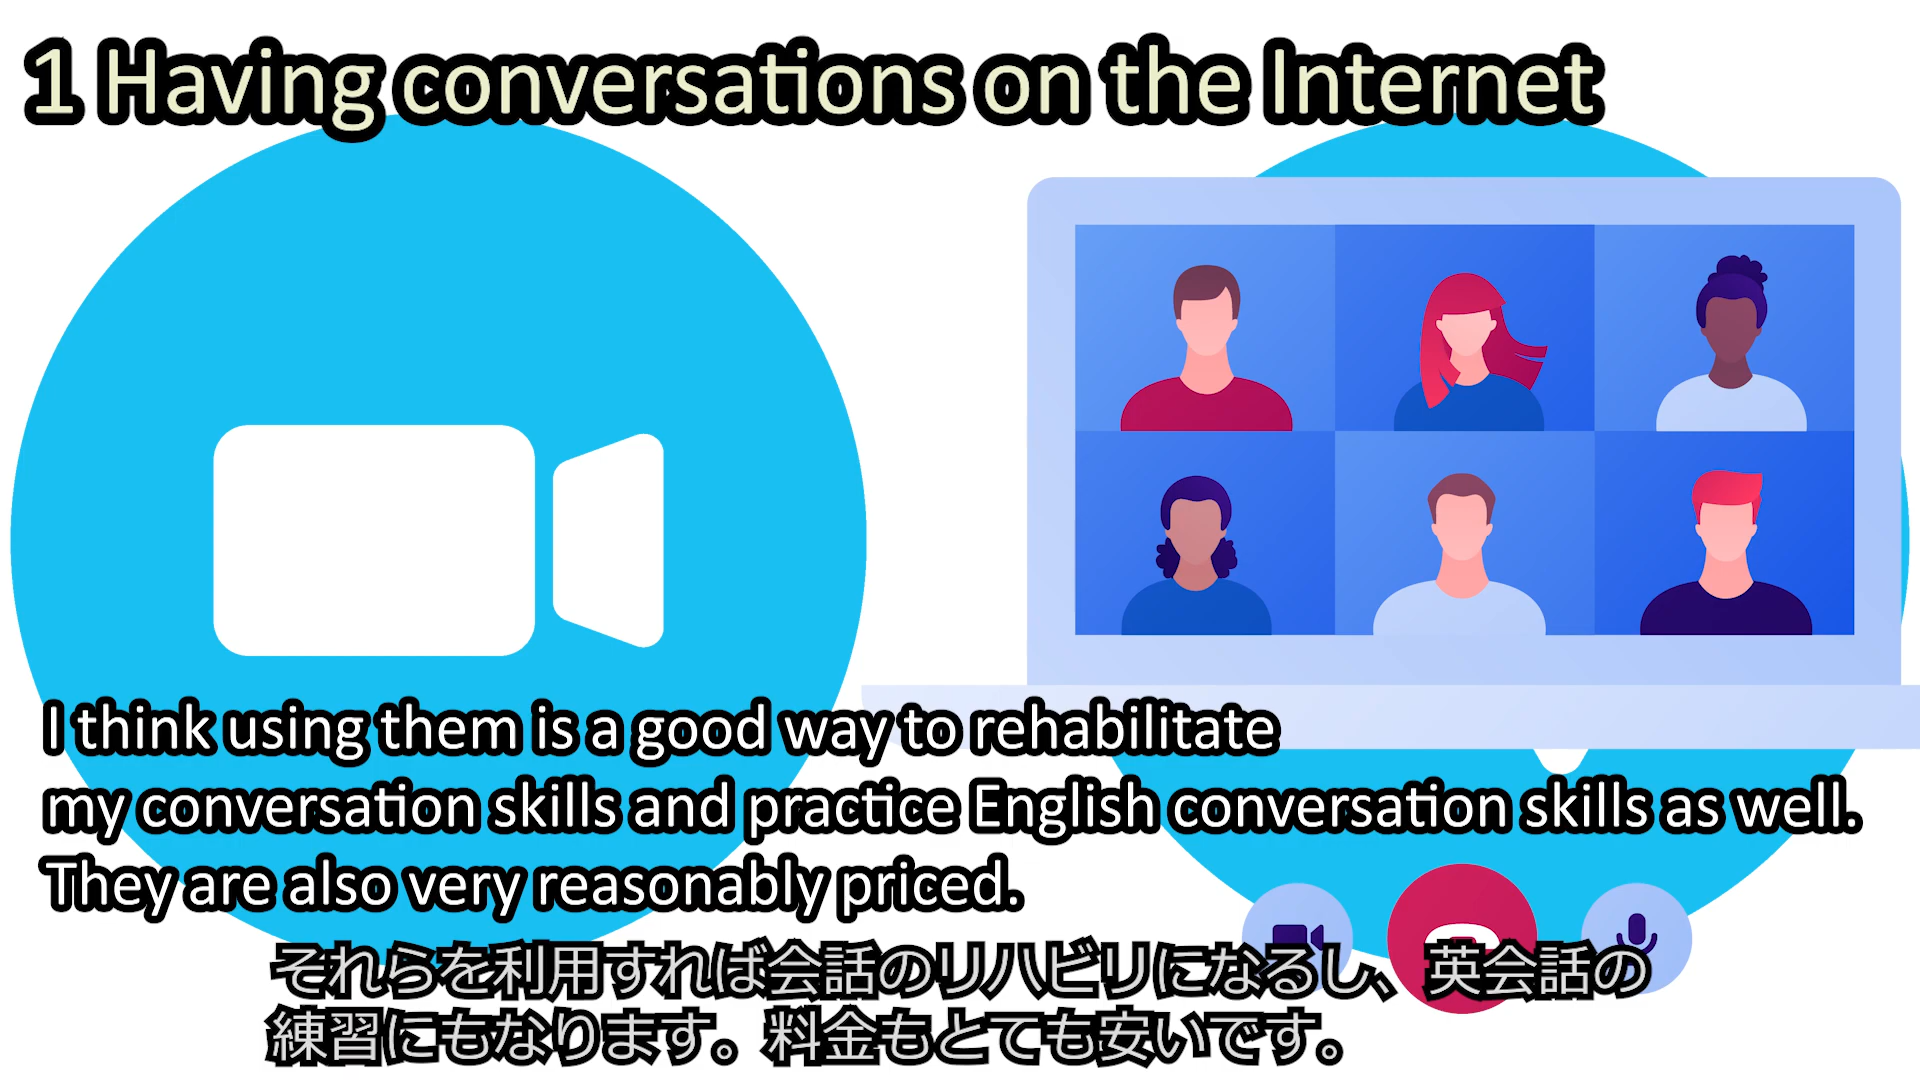 1 Having conversations on the Internet
I think using them is a good way to rehabilitate
my conversation skills and practice English conversation skills as well.
They are also very reasonably priced.
それらを利用すれば会話のリハビリになるし、英会話の
練習にもなります。料金もとても安いです。